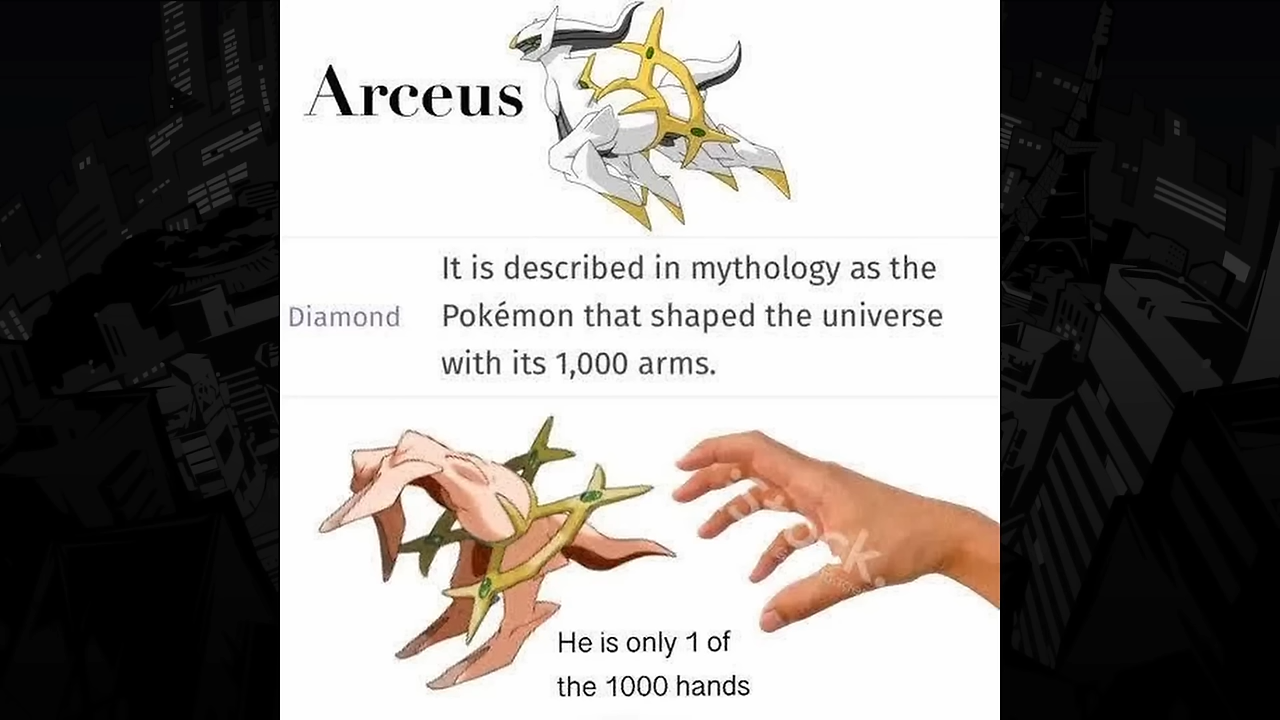 Arceus
Diamond
It is described in mythology as the
Pokémon that shaped the universe
with its 1,000 arms.
He is only 1 of
the 1000 hands